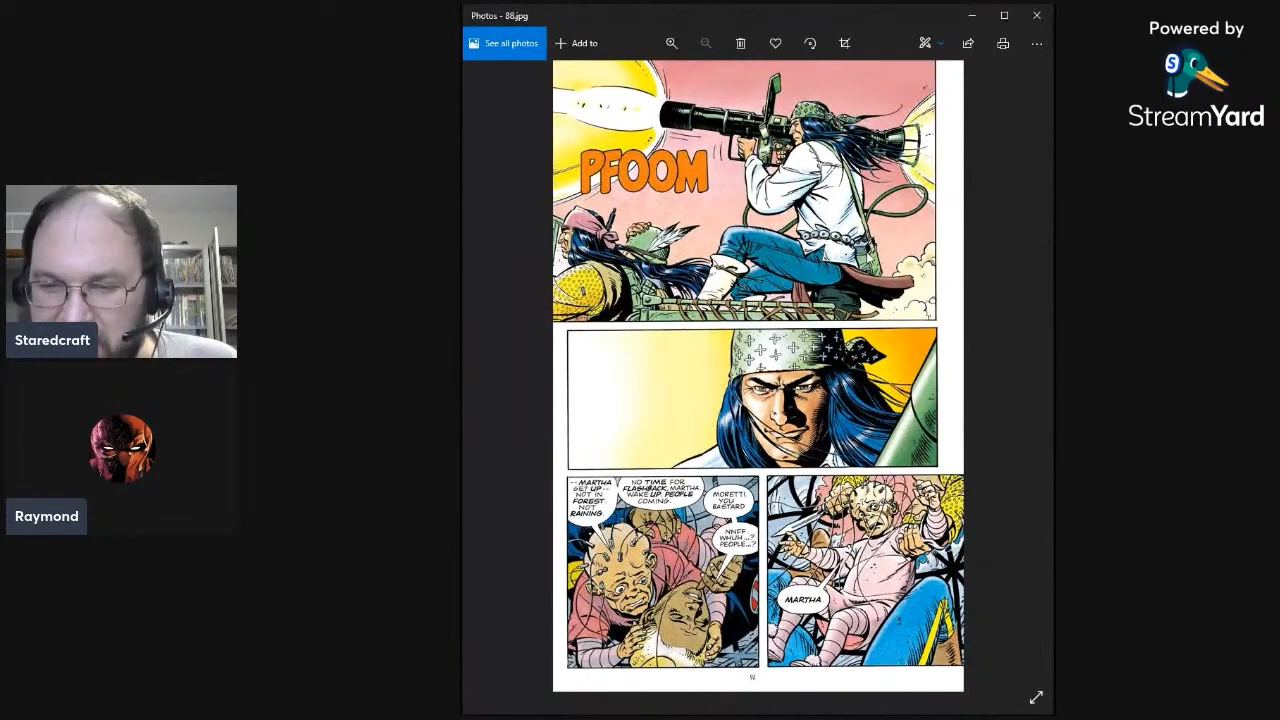 Photos - 88.jpg
See all photos
Add to
Powered by
StreamYard
S
PFOOM
Staredcraft
Raymond
--MARTHA
GET UP--
NOT IN
FOREST.
NOT
RAINING.
NO TIME FOR
FLASHBACK, MARTHA.
WAKE UP. PEOPLE
COMING.
MORETTI,
YOU
BASTARD
NNFF
WHUH...?
PEOPLE...?
MARTHA
92